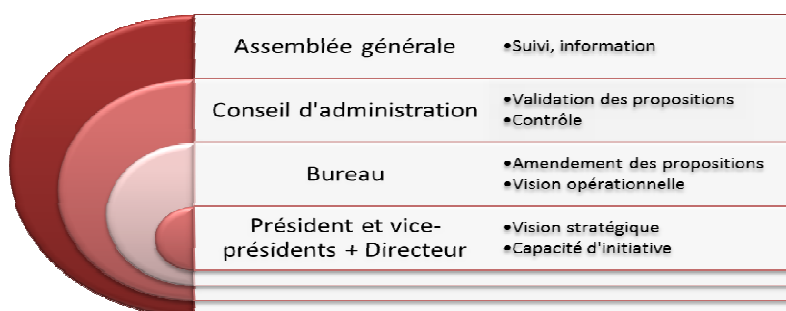 Assemblée générale
•Suivi, information
Conseil d'administration
•Validation des propositions
•Contrôle
Bureau
•Amendement des propositions
•Vision opérationnelle
Président et vice-
présidents + Directeur
•Vision stratégique
•Capacité d'initiative